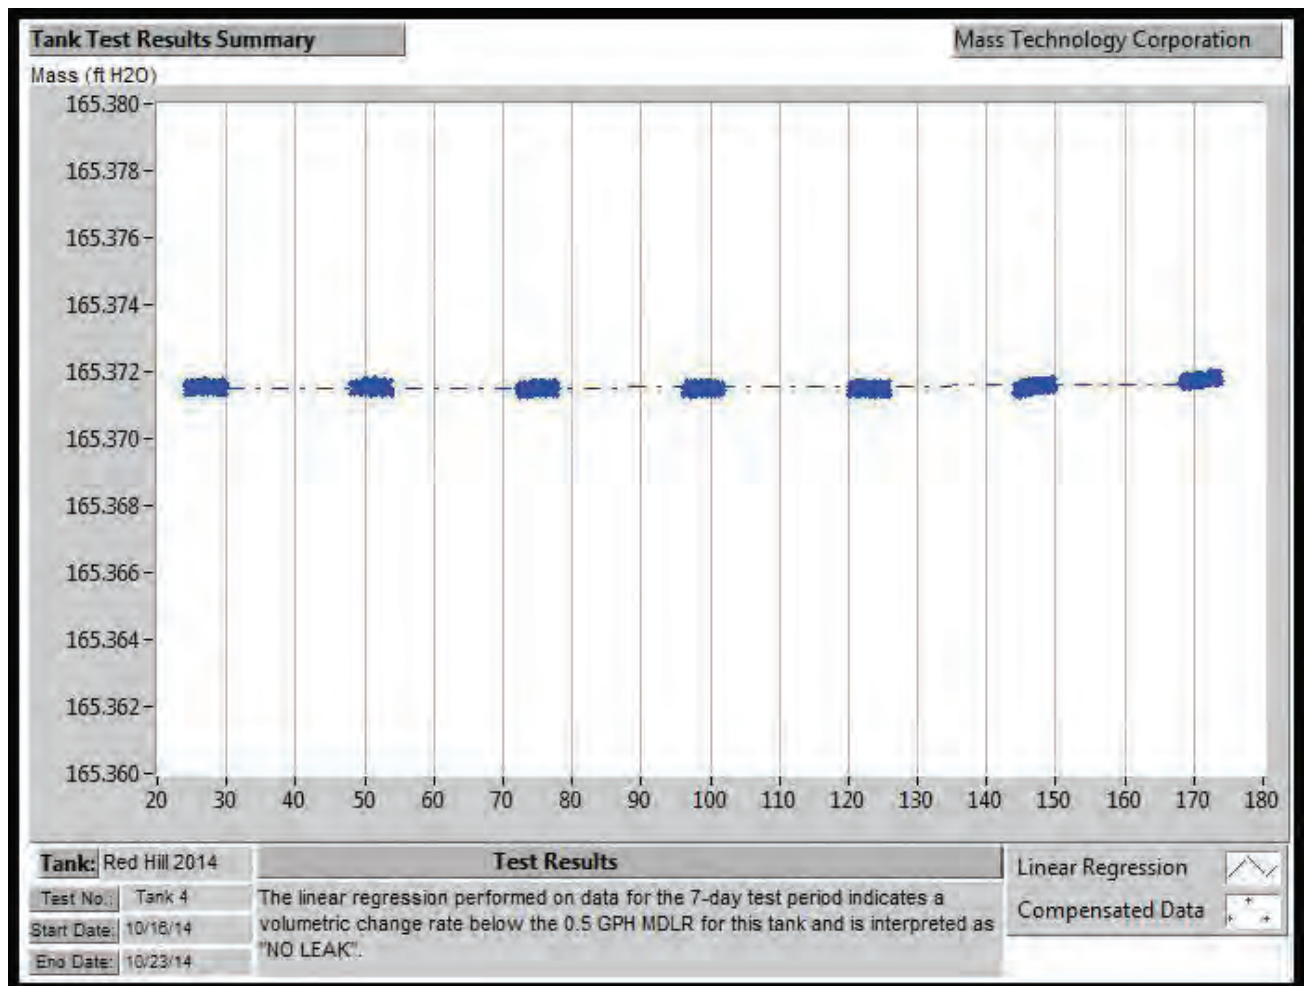 Tank Test Results Summary
Mass Technology Corporation
Mass (ft H2O)
165.380
165.378
165.376
165.374
165.372
165.370
165.368
165.366
165.364
165.362
165.360
20 30 40 50 60 70 80 90 100 110 120 130 140 150 160 170 180
Tank: Red Hill 2014
Test No.: Tank 4
Start Date: 10/16/14
End Date: 10/23/14
Test Results
The linear regression performed on data for the 7-day test period indicates a
volumetric change rate below the 0.5 GPH MDLR for this tank and is interpreted as
"NO LEAK".
Linear Regression
Compensated Data